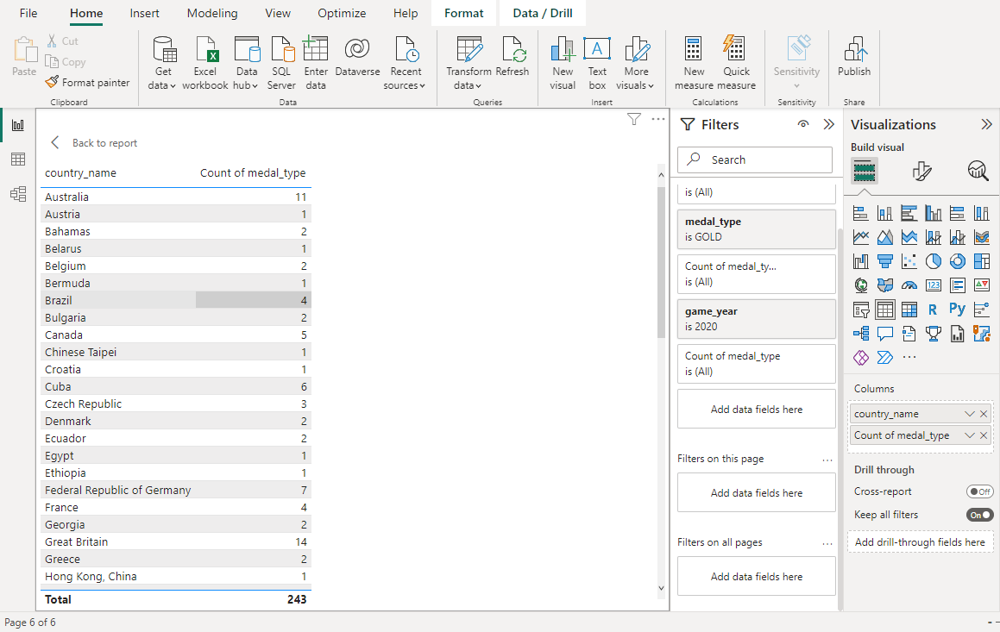 File Home Insert Modeling View Optimize Help Format Data / Drill
Paste
Cut
Copy
Format painter
Clipboard
Get data
Excel workbook
Data hub
SQL Server
Enter data
Dataverse
Recent sources
Data
Transform data
Refresh
Queries
New visual
Text box
More visuals
Insert
New measure
Quick measure
Calculations
Sensitivity
Sensitivity
Publish
Share
Back to report
country_name Count of medal_type
Australia 11
Austria 1
Bahamas 2
Belarus 1
Belgium 2
Bermuda 1
Brazil 4
Bulgaria 2
Canada 5
Chinese Taipei 1
Croatia 1
Cuba 6
Czech Republic 3
Denmark 2
Ecuador 2
Egypt 1
Ethiopia 1
Federal Republic of Germany 7
France 4
Georgia 2
Great Britain 14
Greece 2
Hong Kong, China 1
Total 243
Filters
Search
is (All)
medal_type
is GOLD
Count of medal_ty...
is (All)
game_year
is 2020
Count of medal_type
is (All)
Add data fields here
Filters on this page
Add data fields here
Filters on all pages
Add data fields here
Visualizations
Build visual
123
R Py
Columns
country_name
Count of medal_type
Drill through
Cross-report Off
Keep all filters On
Add drill-through fields here
Page 6 of 6